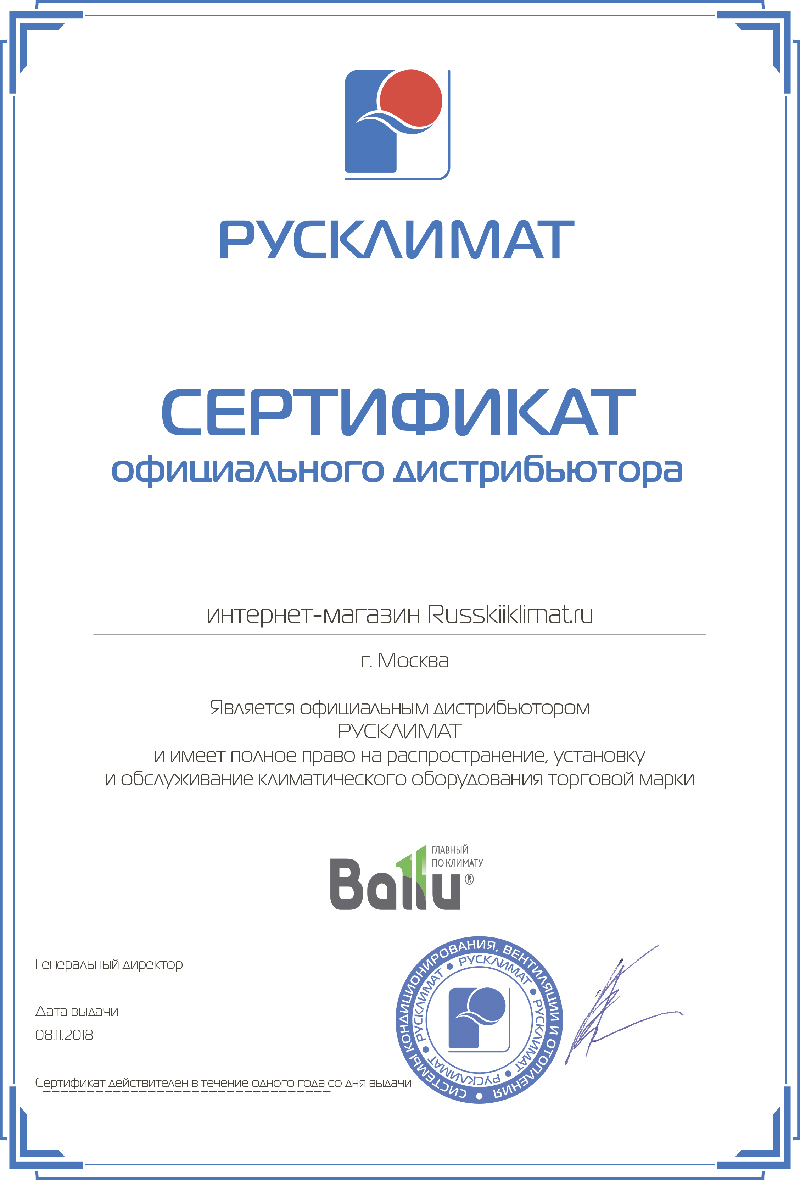 РУСКЛИМАТ
СЕРТИФИКАТ
официального дистрибьютора
интернет-магазин Russkiiklimat.ru
г. Москва
Является официальным дистрибьютором
РУСКЛИМАТ
и имеет полное право на распространение, установку
и обслуживание климатического оборудования торговой марки
ГЛАВНЫЙ
ПО КЛИМАТУ
Ballu®
Генеральный директор
Дата выдачи
08.11.2018
Сертификат действителен в течение одного года со дня выдачи
СИСТЕМЫ КОНДИЦИОНИРОВАНИЯ, ВЕНТИЛЯЦИИ И ОТОПЛЕНИЯ •
РУСКЛИМАТ • РУСКЛИМАТ • РУСКЛИМАТ • РУСКЛИМАТ •